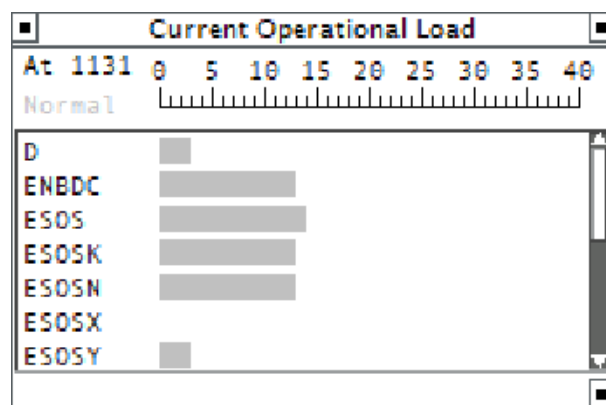 Current Operational Load
At 1131 0 5 10 15 20 25 30 35 40
Normal
D
ENBDC
ESOS
ESOSK
ESOSN
ESOSX
ESOSY